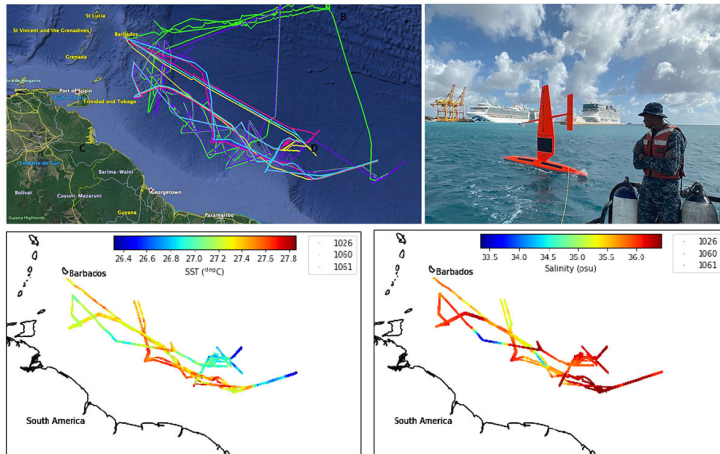 B
St Lucia
St Vincent and the Grenadines
Barbados
Grenada
Port of Spain
Trinidad and Tobago
C
D
Barima-Waini
Georgetown
Bolívar
Cuyuni-Mazaruni
Guyana
Paramaribo
Guiana Highlands
26.4 26.6 26.8 27.0 27.2 27.4 27.6 27.8
SST (degC)
1026
1060
1061
Barbados
South America
33.5 34.0 34.5 35.0 35.5 36.0
Salinity (psu)
1026
1060
1061
Barbados
South America